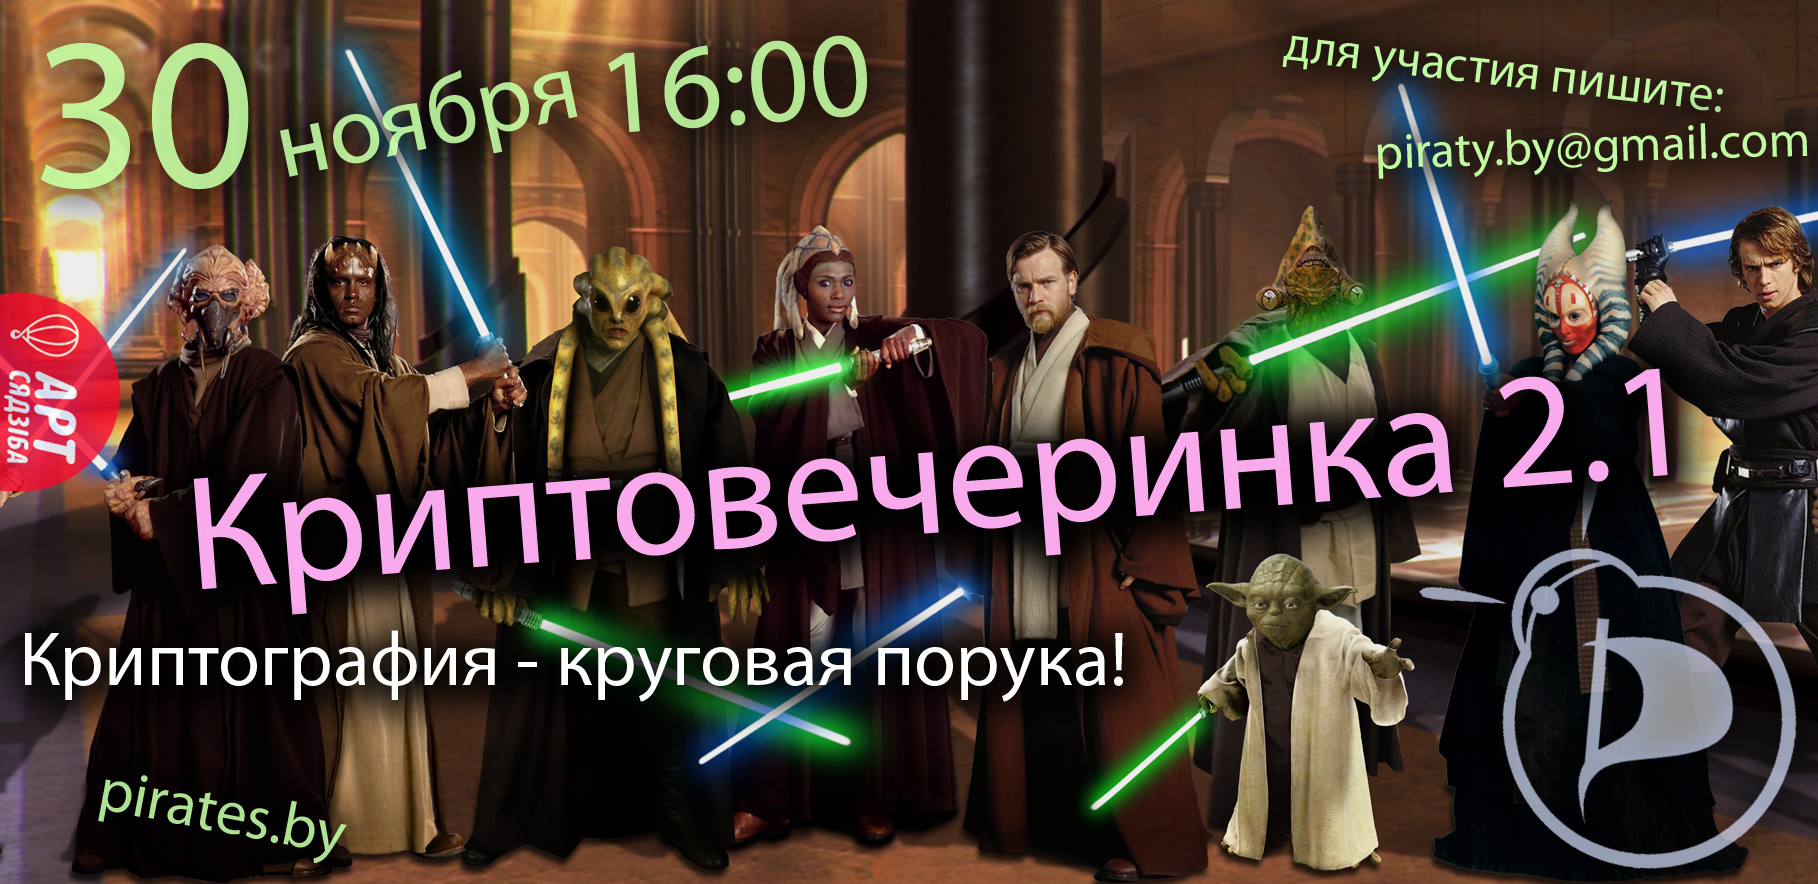 30 ноября 16:00
для участия пишите:
piraty.by@gmail.com
АРТ
СЯДЗІБА
Криптовечеринка 2.1
Криптография - круговая порука!
pirates.by